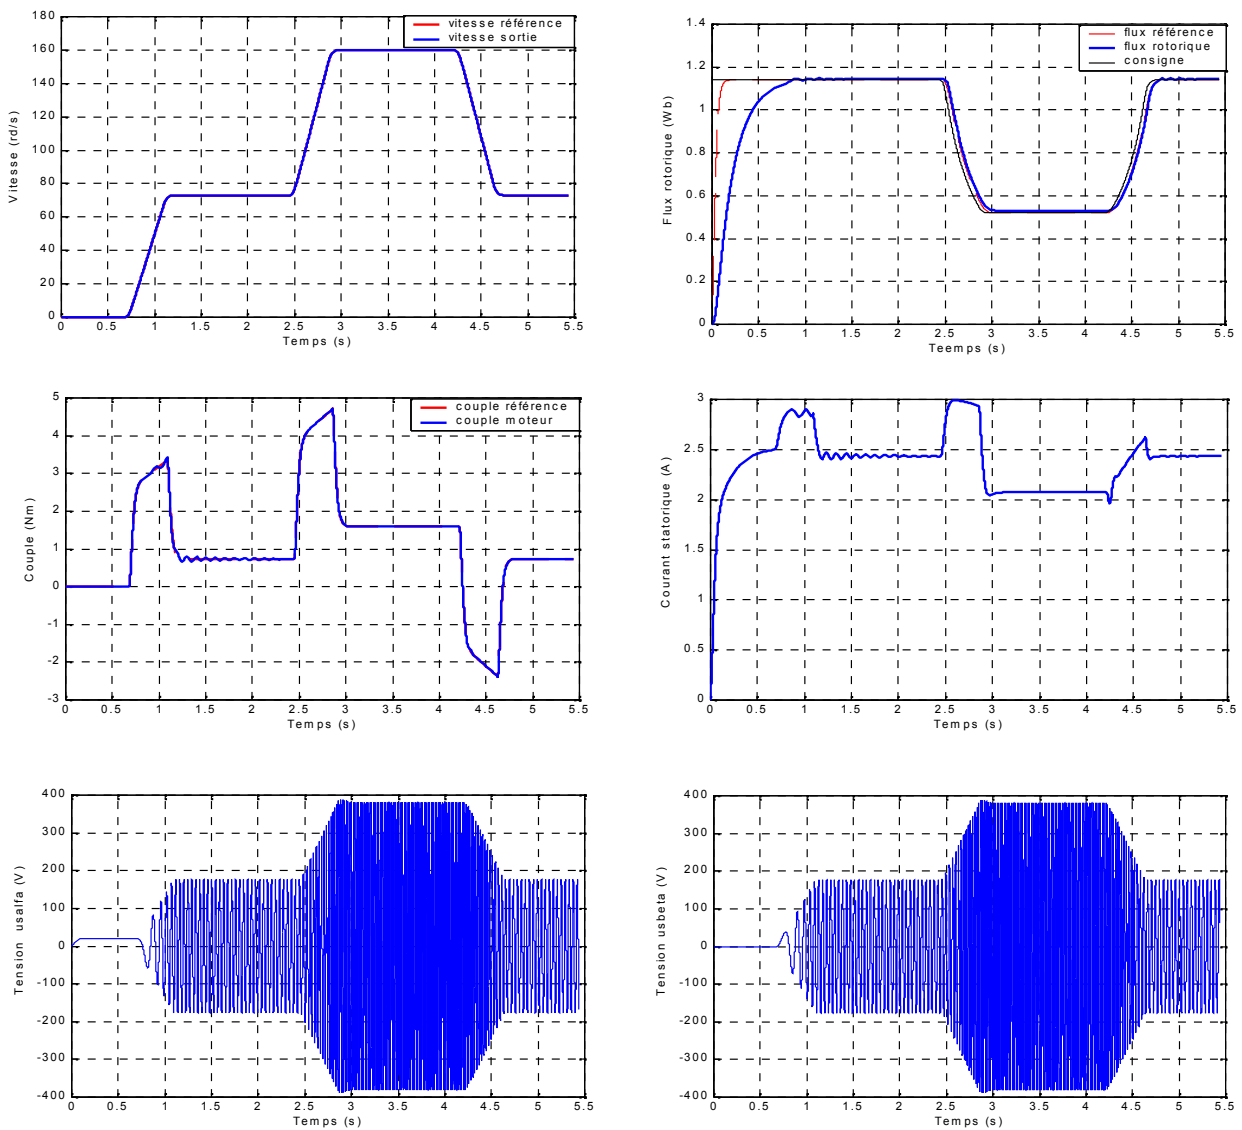 vitesse référence
vitesse sortie
180
160
140
120
100
80
60
40
20
0
Vitesse (rd/s)
0 0.5 1 1.5 2 2.5 3 3.5 4 4.5 5 5.5
Temps (s)
flux référence
flux rotorique
consigne
1.4
1.2
1
0.8
0.6
0.4
0.2
0
Flux rotorique (Wb)
0 0.5 1 1.5 2 2.5 3 3.5 4 4.5 5 5.5
Teemps (s)
couple référence
couple moteur
5
4
3
2
1
0
-1
-2
-3
Couple (Nm)
0 0.5 1 1.5 2 2.5 3 3.5 4 4.5 5 5.5
Temps (s)
3
2.5
2
1.5
1
0.5
0
Courant statorique (A)
0 0.5 1 1.5 2 2.5 3 3.5 4 4.5 5 5.5
Temps (s)
400
300
200
100
0
-100
-200
-300
-400
Tension usalfa (V)
0 0.5 1 1.5 2 2.5 3 3.5 4 4.5 5 5.5
Temps (s)
400
300
200
100
0
-100
-200
-300
-400
Tension usbeta (V)
0 0.5 1 1.5 2 2.5 3 3.5 4 4.5 5 5.5
Temps (s)